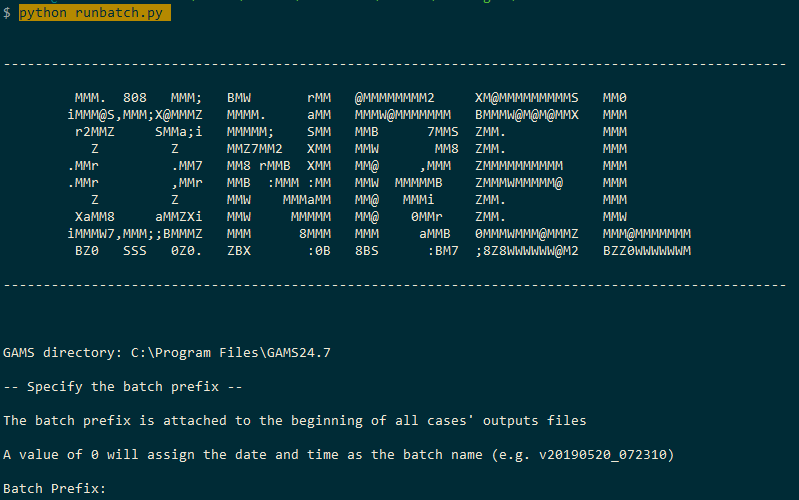 $ python runbatch.py
--------------------------------------------------------------------------------------------------
MMM.  808   MMM;   BMW       rMM   @MMMMMMMM2     XM@MMMMMMMMMS   MM0
iMMM@S,MMM;X@MMMZ   MMMM.     aMM   MMMW@MMMMMMM   BMMMW@M@M@MMX   MMM
r2MMZ     SMMa;i   MMMMM;    SMM   MMB      7MMS  ZMM.            MMM
Z         Z      MMZ7MM2   XMM   MMW       MM8  ZMM.            MMM
.MMr         .MM7   MM8 rMMB  XMM   MM@     ,MMM   ZMMMMMMMMMM     MMM
.MMr         ,MMr   MMB  :MMM :MM   MMW  MMMMMB    ZMMMWMMMMM@     MMM
Z         Z      MMW    MMMaMM   MM@   MMMi     ZMM.            MMM
XaMM8     aMMZXi   MMW     MMMMM   MM@    0MMr    ZMM.            MMW
iMMMW7,MMM;;BMMMZ   MMM      8MMM   MMM     aMMB   0MMMWMMM@MMMZ   MMM@MMMMMMM
BZ0   SSS   0Z0.   ZBX       :0B   8BS      :BM7  ;8Z8WWWWWW@M2   BZZ0WWWWWWM
--------------------------------------------------------------------------------------------------
GAMS directory: C:\Program Files\GAMS24.7
-- Specify the batch prefix --
The batch prefix is attached to the beginning of all cases' outputs files
A value of 0 will assign the date and time as the batch name (e.g. v20190520_072310)
Batch Prefix: